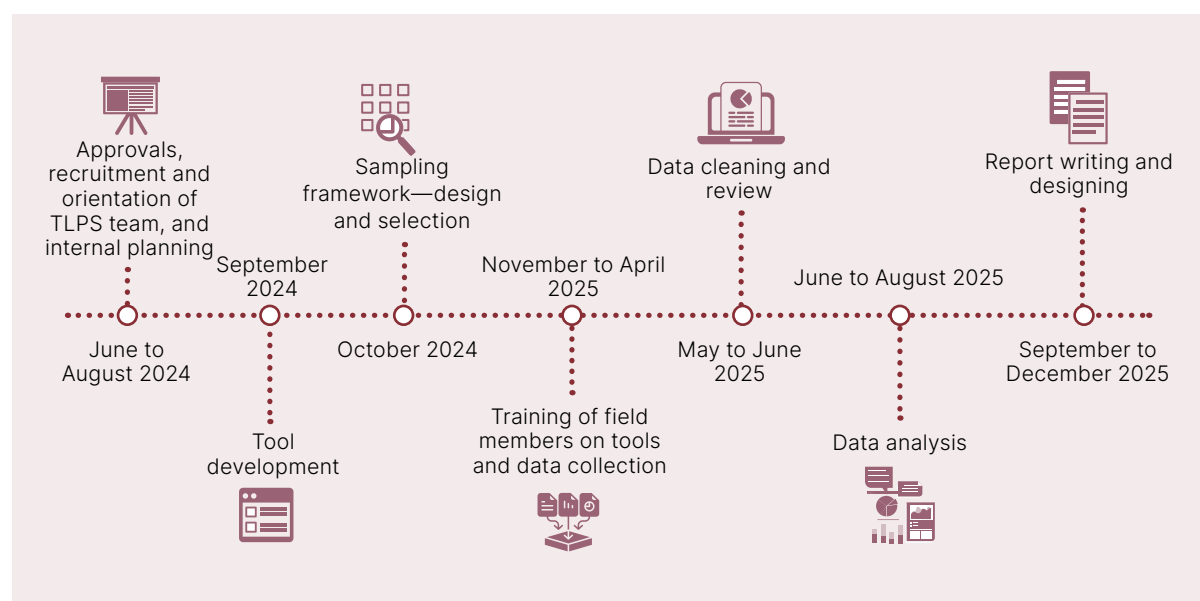 Approvals,
recruitment and
orientation of
TLPS team, and
internal planning
June to
August 2024
September
2024
Tool
development
Sampling
framework—design
and selection
October 2024
November to April
2025
Training of field
members on tools
and data collection
Data cleaning and
review
May to June
2025
June to August 2025
Data analysis
Report writing and
designing
September to
December 2025